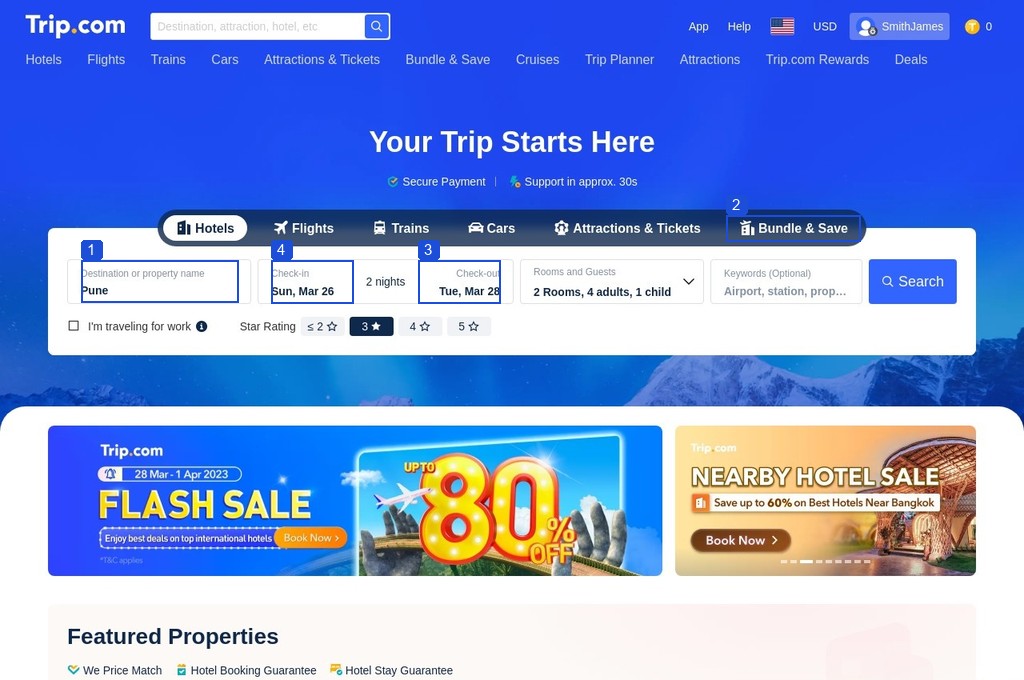 Trip.com
Destination, attraction, hotel, etc
App
Help
USD
SmithJames
T 0
Hotels
Flights
Trains
Cars
Attractions & Tickets
Bundle & Save
Cruises
Trip Planner
Attractions
Trip.com Rewards
Deals
Your Trip Starts Here
Secure Payment
Support in approx. 30s
2
Hotels
Flights
Trains
Cars
Attractions & Tickets
Bundle & Save
1
4
3
Destination or property name
Pune
Check-in
Sun, Mar 26
2 nights
Check-out
Tue, Mar 28
Rooms and Guests
2 Rooms, 4 adults, 1 child
Keywords (Optional)
Airport, station, prop…
Search
I'm traveling for work
Star Rating
≤ 2
3
4
5
Trip.com
28 Mar - 1 Apr 2023
FLASH SALE
Enjoy best deals on top international hotels
Book Now >
*T&C applies
UP TO
80% OFF
Trip.com
NEARBY HOTEL SALE
Save up to 60% on Best Hotels Near Bangkok
Book Now >
Featured Properties
We Price Match
Hotel Booking Guarantee
Hotel Stay Guarantee